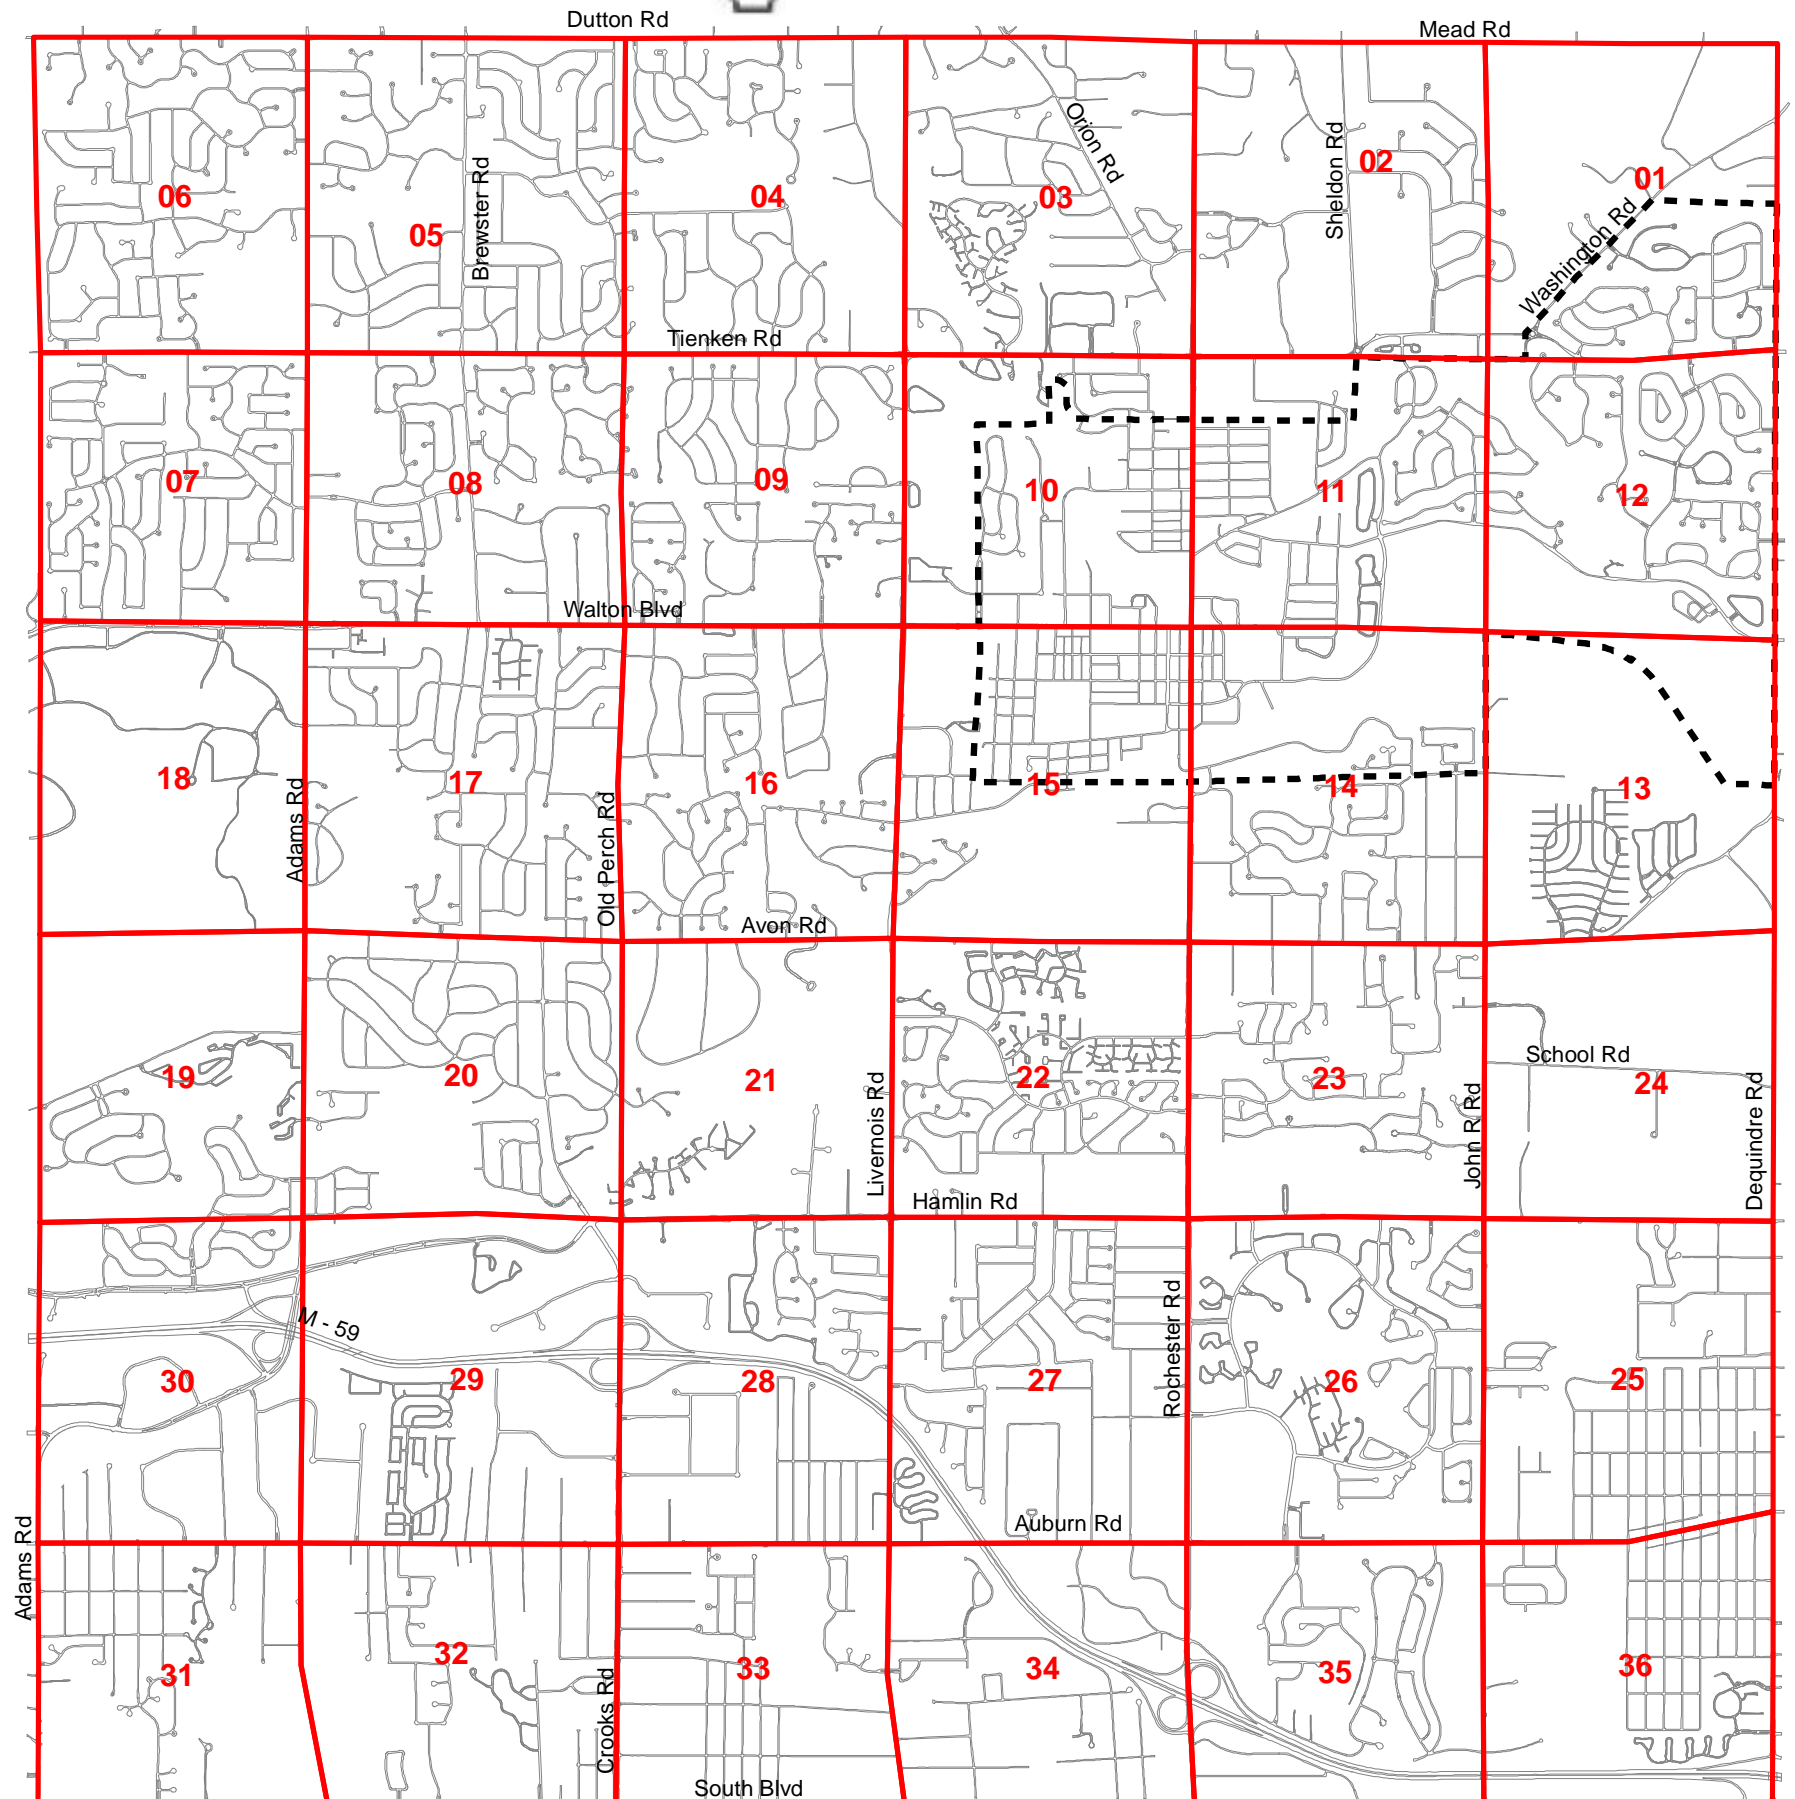 Dutton Rd
Mead Rd
Orion Rd
Sheldon Rd
02
01
06
Brewster Rd
04
03
Washington Rd
05
Tienken Rd
07
08
09
10
11
12
Walton Blvd
18
Adams Rd
17
Old Perch Rd
16
15
14
13
Avon Rd
School Rd
19
20
21
Livernois Rd
22
23
John Rd
24
Dequindre Rd
Hamlin Rd
M - 59
Rochester Rd
30
29
28
27
26
25
Auburn Rd
Adams Rd
31
32
Crooks Rd
33
34
35
36
South Blvd